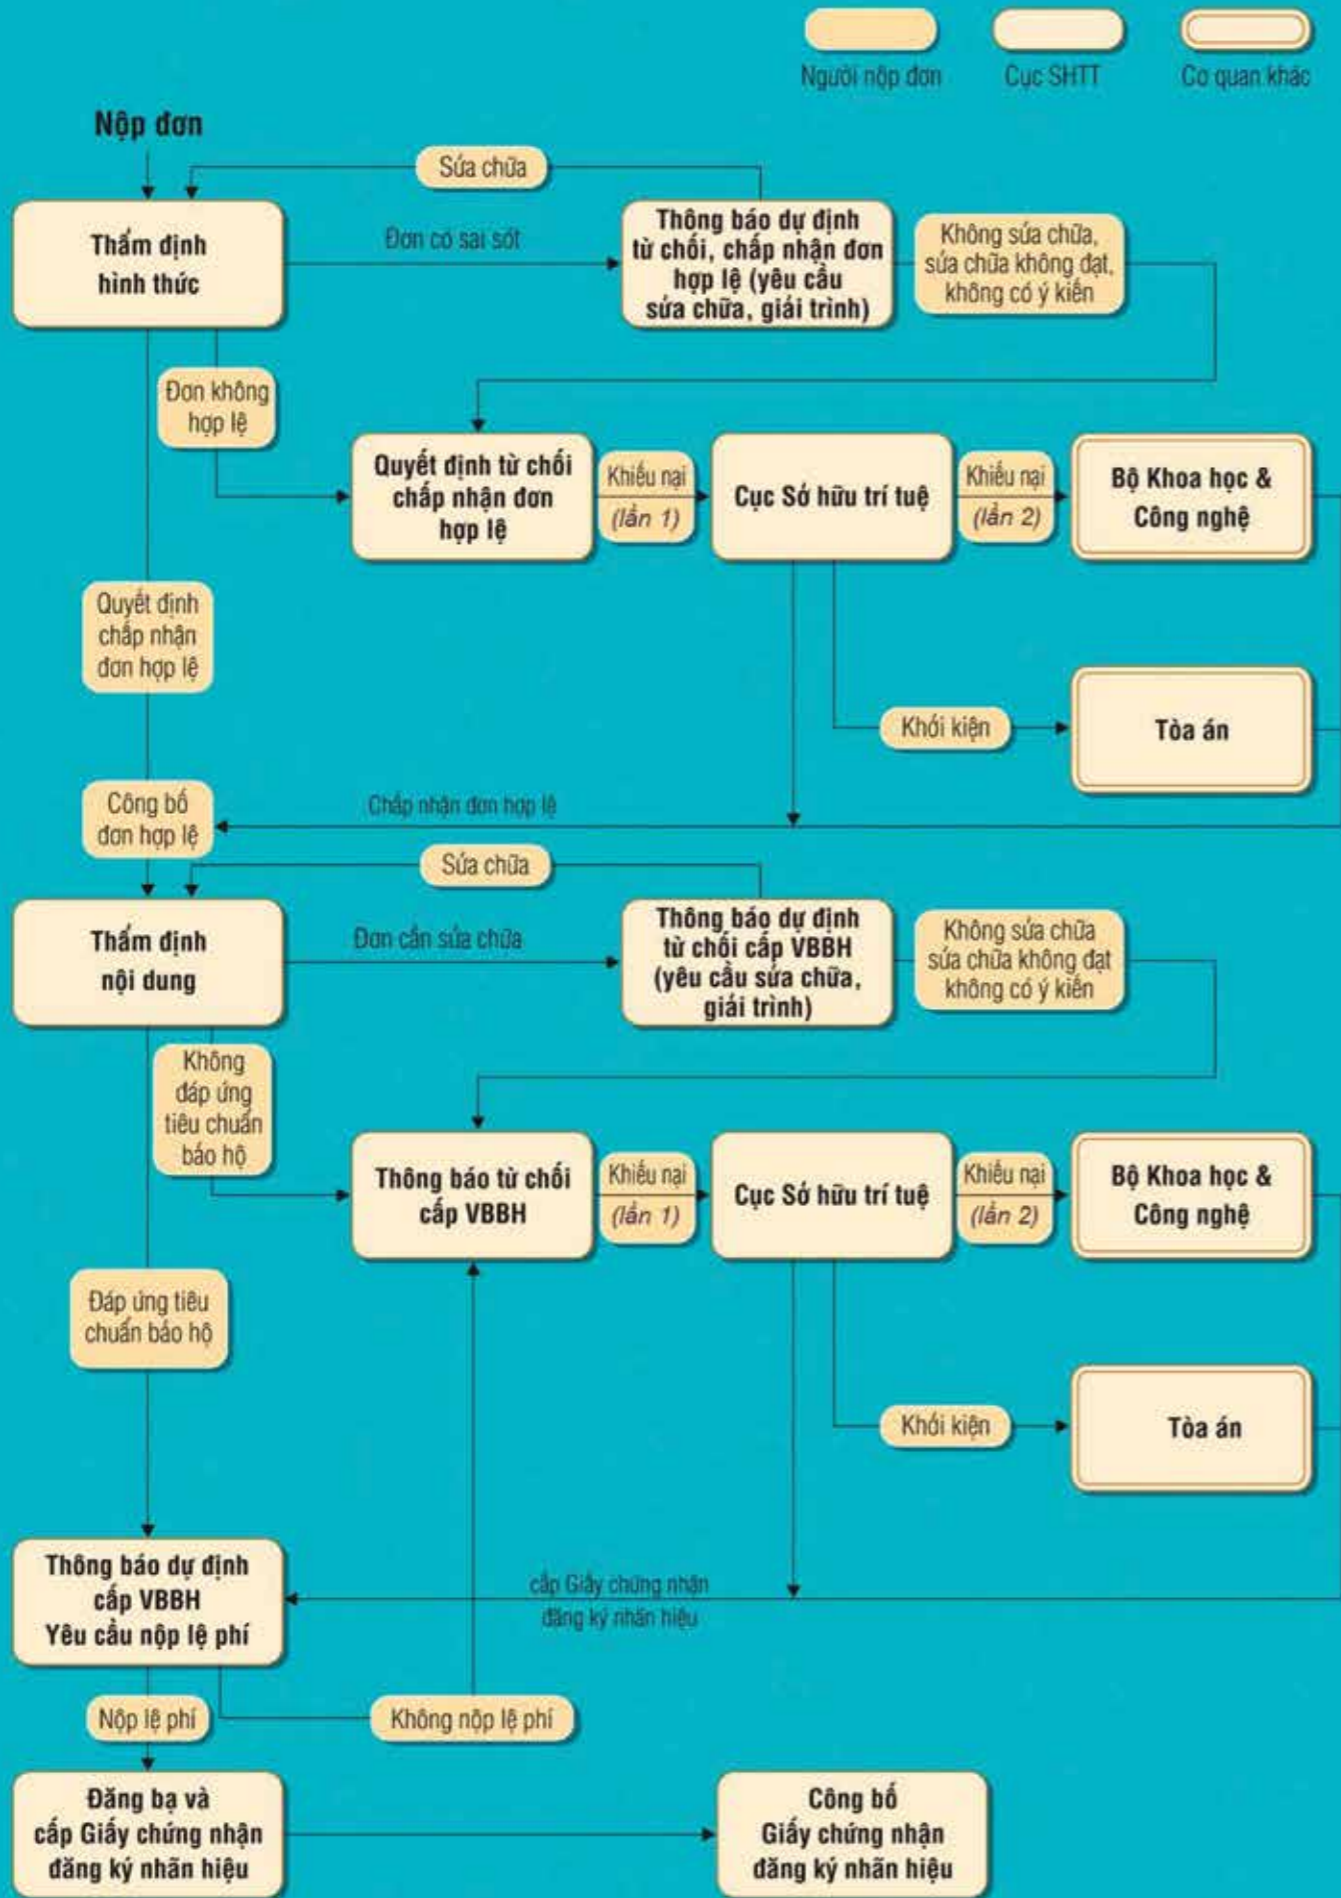 Người nộp đơn
Cục SHTT
Cơ quan khác
Nộp đơn
Sửa chữa
Thẩm định
hình thức
Đơn có sai sót
Thông báo dự định
từ chối, chấp nhận đơn
hợp lệ (yêu cầu
sửa chữa, giải trình)
Không sửa chữa,
sửa chữa không đạt,
không có ý kiến
Đơn không
hợp lệ
Quyết định từ chối
chấp nhận đơn
hợp lệ
Khiếu nại
(lần 1)
Cục Sở hữu trí tuệ
Khiếu nại
(lần 2)
Bộ Khoa học &
Công nghệ
Quyết định
chấp nhận
đơn hợp lệ
Khởi kiện
Tòa án
Công bố
đơn hợp lệ
Chấp nhận đơn hợp lệ
Sửa chữa
Thẩm định
nội dung
Đơn cần sửa chữa
Thông báo dự định
từ chối cấp VBBH
(yêu cầu sửa chữa,
giải trình)
Không sửa chữa
sửa chữa không đạt
không có ý kiến
Không
đáp ứng
tiêu chuẩn
bảo hộ
Thông báo từ chối
cấp VBBH
Khiếu nại
(lần 1)
Cục Sở hữu trí tuệ
Khiếu nại
(lần 2)
Bộ Khoa học &
Công nghệ
Đáp ứng tiêu
chuẩn bảo hộ
Khởi kiện
Tòa án
Thông báo dự định
cấp VBBH
Yêu cầu nộp lệ phí
cấp Giấy chứng nhận
đăng ký nhãn hiệu
Nộp lệ phí
Không nộp lệ phí
Đăng bạ và
cấp Giấy chứng nhận
đăng ký nhãn hiệu
Công bố
Giấy chứng nhận
đăng ký nhãn hiệu